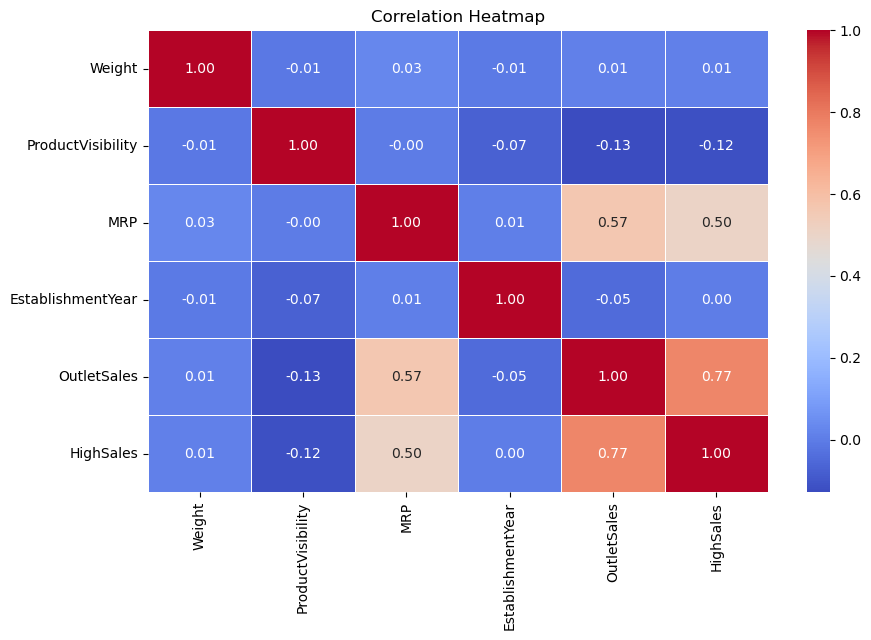 Correlation Heatmap
Weight 1.00 -0.01 0.03 -0.01 0.01 0.01
ProductVisibility -0.01 1.00 -0.00 -0.07 -0.13 -0.12
MRP 0.03 -0.00 1.00 0.01 0.57 0.50
EstablishmentYear -0.01 -0.07 0.01 1.00 -0.05 0.00
OutletSales 0.01 -0.13 0.57 -0.05 1.00 0.77
HighSales 0.01 -0.12 0.50 0.00 0.77 1.00
Weight
ProductVisibility
MRP
EstablishmentYear
OutletSales
HighSales
1.0
0.8
0.6
0.4
0.2
0.0